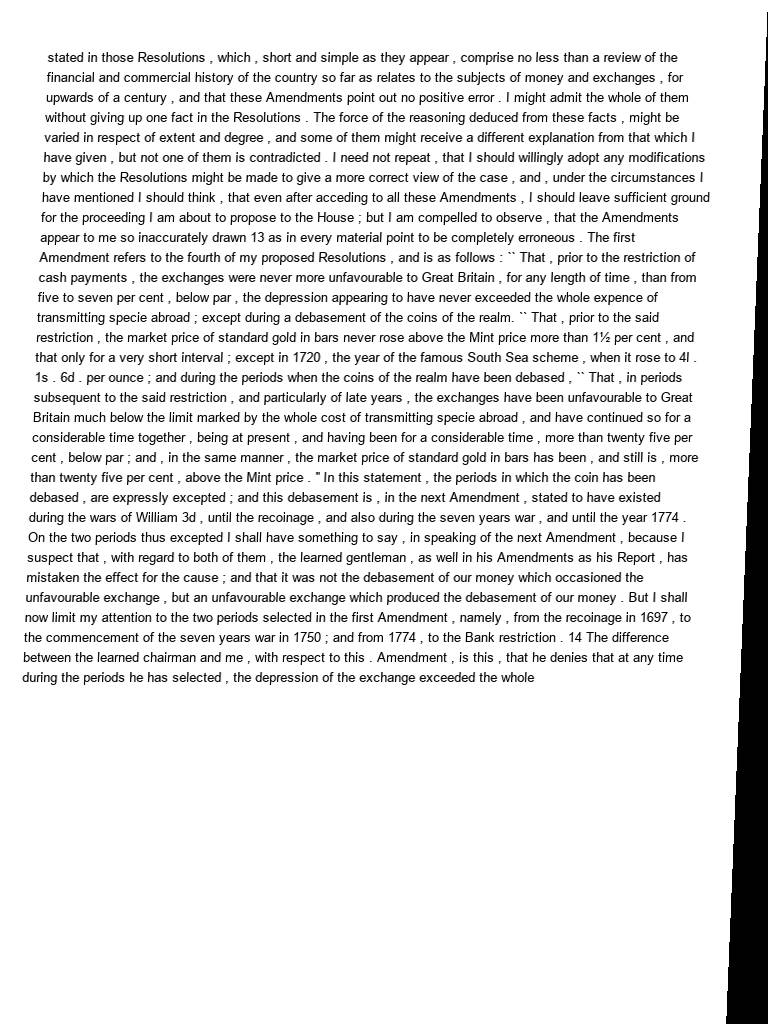 stated in those Resolutions , which , short and simple as they appear , comprise no less than a review of the
financial and commercial history of the country so far as relates to the subjects of money and exchanges , for
upwards of a century , and that these Amendments point out no positive error . I might admit the whole of them
without giving up one fact in the Resolutions . The force of the reasoning deduced from these facts , might be
varied in respect of extent and degree , and some of them might receive a different explanation from that which I
have given , but not one of them is contradicted . I need not repeat , that I should willingly adopt any modifications
by which the Resolutions might be made to give a more correct view of the case , and , under the circumstances I
have mentioned I should think , that even after acceding to all these Amendments , I should leave sufficient ground
for the proceeding I am about to propose to the House ; but I am compelled to observe , that the Amendments
appear to me so inaccurately drawn 13 as in every material point to be completely erroneous . The first
Amendment refers to the fourth of my proposed Resolutions , and is as follows : `` That , prior to the restriction of
cash payments , the exchanges were never more unfavourable to Great Britain , for any length of time , than from
five to seven per cent , below par , the depression appearing to have never exceeded the whole expence of
transmitting specie abroad ; except during a debasement of the coins of the realm. `` That , prior to the said
restriction , the market price of standard gold in bars never rose above the Mint price more than 1½ per cent , and
that only for a very short interval ; except in 1720 , the year of the famous South Sea scheme , when it rose to 4l .
1s . 6d . per ounce ; and during the periods when the coins of the realm have been debased , `` That , in periods
subsequent to the said restriction , and particularly of late years , the exchanges have been unfavourable to Great
Britain much below the limit marked by the whole cost of transmitting specie abroad , and have continued so for a
considerable time together , being at present , and having been for a considerable time , more than twenty five per
cent , below par ; and , in the same manner , the market price of standard gold in bars has been , and still is , more
than twenty five per cent , above the Mint price . " In this statement , the periods in which the coin has been
debased , are expressly excepted ; and this debasement is , in the next Amendment , stated to have existed
during the wars of William 3d , until the recoinage , and also during the seven years war , and until the year 1774 .
On the two periods thus excepted I shall have something to say , in speaking of the next Amendment , because I
suspect that , with regard to both of them , the learned gentleman , as well in his Amendments as his Report , has
mistaken the effect for the cause ; and that it was not the debasement of our money which occasioned the
unfavourable exchange , but an unfavourable exchange which produced the debasement of our money . But I shall
now limit my attention to the two periods selected in the first Amendment , namely , from the recoinage in 1697 , to
the commencement of the seven years war in 1750 ; and from 1774 , to the Bank restriction . 14 The difference
between the learned chairman and me , with respect to this . Amendment , is this , that he denies that at any time
during the periods he has selected , the depression of the exchange exceeded the whole